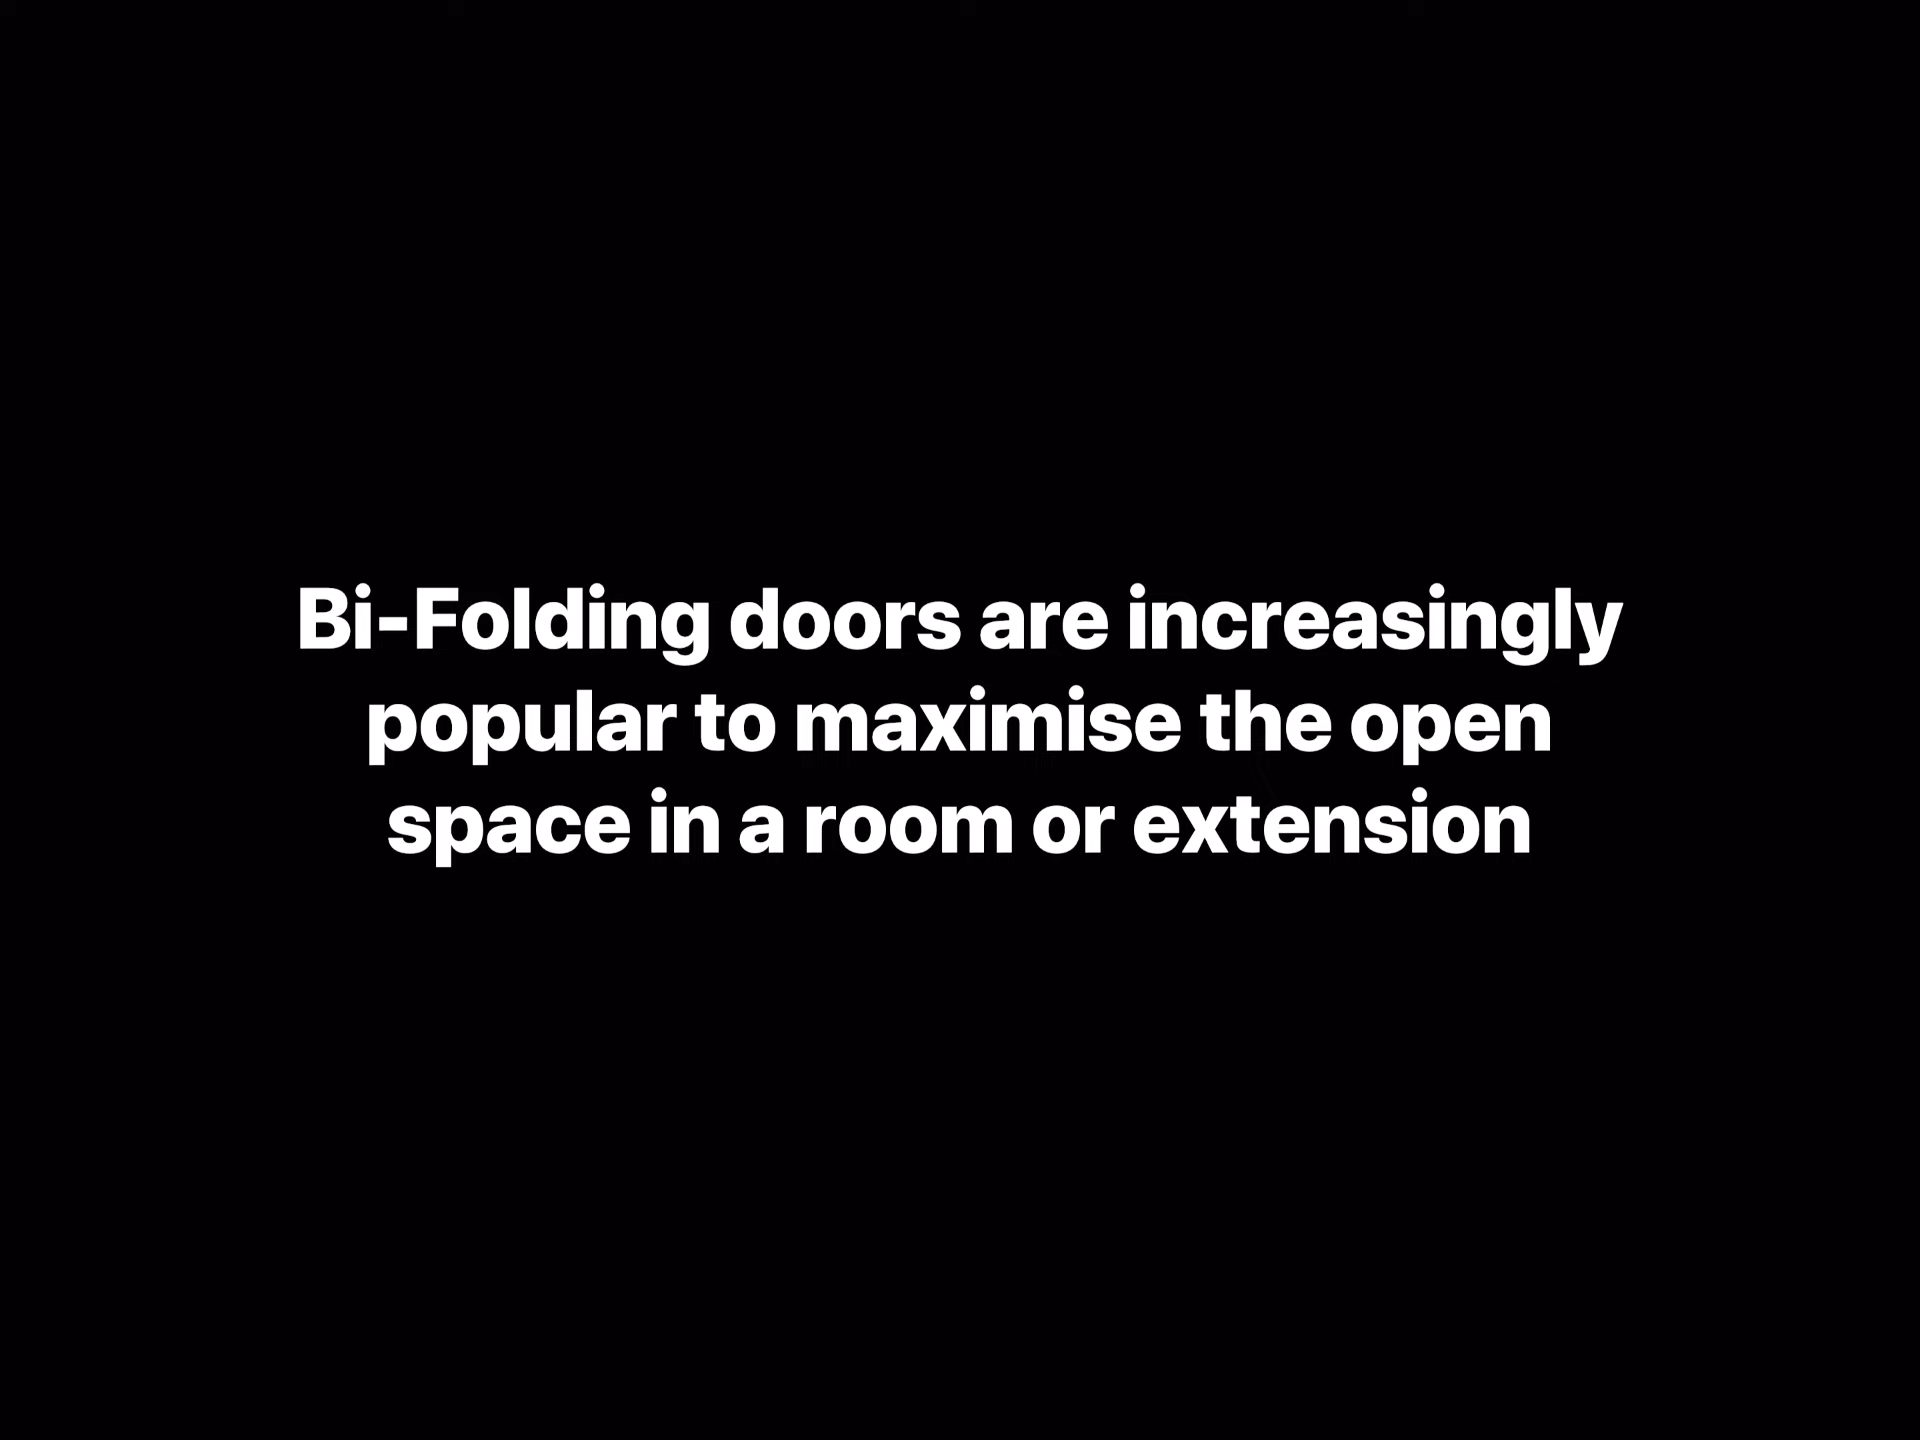 Bi-Folding doors are increasingly
popular to maximise the open
space in a room or extension